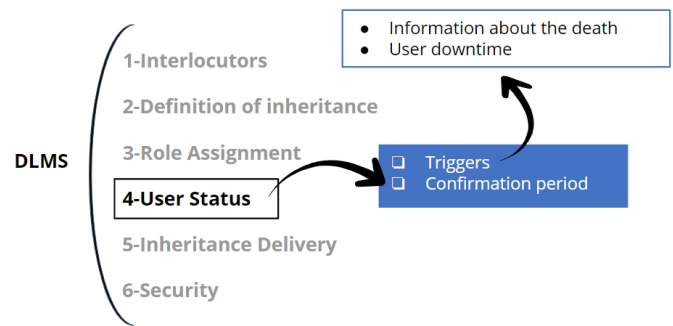 Information about the death
User downtime
1-Interlocutors
2-Definition of inheritance
3-Role Assignment
DLMS
Triggers
Confirmation period
4-User Status
5-Inheritance Delivery
6-Security